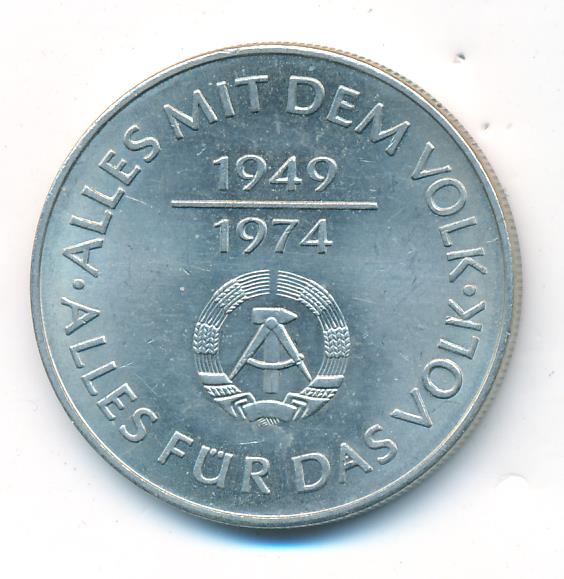 ALLES MIT DEM VOLK ·
1949
1974
· ALLES FÜR DAS VOLK